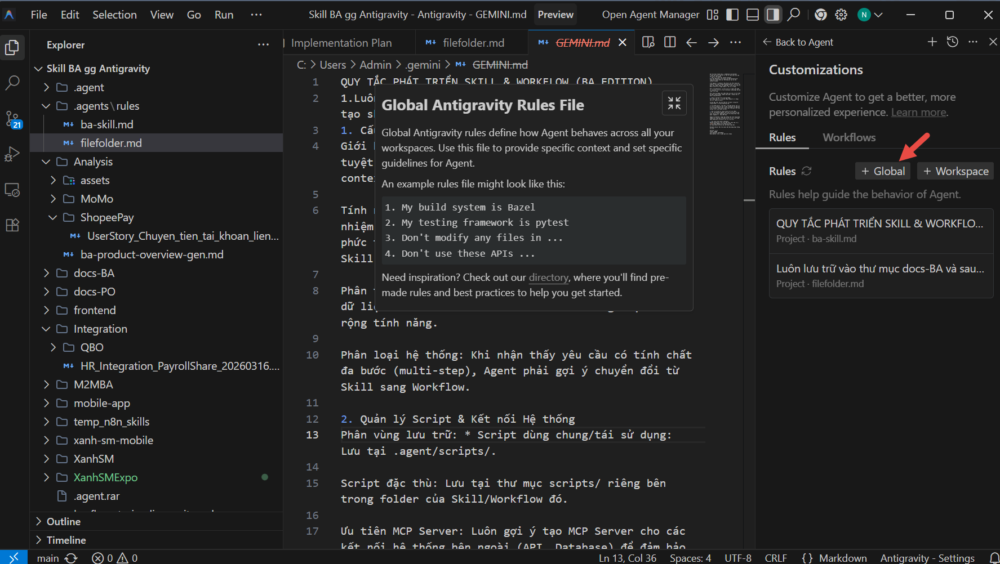 File Edit Selection View Go Run ··· Skill BA gg Antigravity - Antigravity - GEMINI.md Preview Open Agent Manager N
Explorer ···
Skill BA gg Antigravity
.agent
.agents\rules
ba-skill.md
filefolder.md
Analysis
assets
MoMo
ShopeePay
UserStory_Chuyen_tien_tai_khoan_lien...
ba-product-overview-gen.md
docs-BA
docs-PO
frontend
Integration
QBO
HR_Integration_PayrollShare_20260316....
M2MBA
mobile-app
temp_n8n_skills
xanh-sm-mobile
XanhSM
XanhSMExpo
.agent.rar
Outline
Timeline
21
Implementation Plan filefolder.md GEMINI.md
C: > Users > Admin > .gemini > GEMINI.md
1 QUY TẮC PHÁT TRIỂN SKILL & WORKFLOW (BA EDITION)
2 1.Luôn
tạo s
3 1. Cấu
4 Giới
tuyệt
conte
5
6 Tính
nhiệm
phức
Skill
7
8 Phân
dữ liệ
rộng tính năng.
9
10 Phân loại hệ thống: Khi nhận thấy yêu cầu có tính chất
đa bước (multi-step), Agent phải gợi ý chuyển đổi từ
Skill sang Workflow.
11
12 2. Quản lý Script & Kết nối Hệ thống
13 Phân vùng lưu trữ: * Script dùng chung/tái sử dụng:
Lưu tại .agent/scripts/.
14
15 Script đặc thù: Lưu tại thư mục scripts/ riêng bên
trong folder của Skill/Workflow đó.
16
17 Ưu tiên MCP Server: Luôn gợi ý tạo MCP Server cho các
kết nối hệ thống bên ngoài (API, Database) để đảm bảo
Global Antigravity Rules File
Global Antigravity rules define how Agent behaves across all your
workspaces. Use this file to provide specific context and set specific
guidelines for Agent.
An example rules file might look like this:
1. My build system is Bazel
2. My testing framework is pytest
3. Don't modify any files in ...
4. Don't use these APIs ...
Need inspiration? Check out our directory, where you'll find pre-
made rules and best practices to help you get started.
Back to Agent
Customizations
Customize Agent to get a better, more
personalized experience. Learn more.
Rules Workflows
Rules + Global + Workspace
Rules help guide the behavior of Agent.
QUY TẮC PHÁT TRIỂN SKILL & WORKFLO...
Project · ba-skill.md
Luôn lưu trữ vào thư mục docs-BA và sau...
Project · filefolder.md
main 0 0 Ln 13, Col 36 Spaces: 4 UTF-8 CRLF {} Markdown Antigravity - Settings